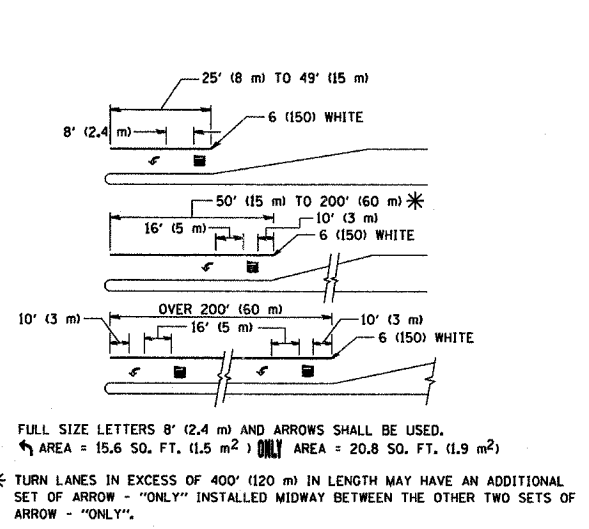 25' (8 m) TO 49' (15 m)
6 (150) WHITE
8' (2.4 m)
50' (15 m) TO 200' (60 m) *
16' (5 m)
10' (3 m)
6 (150) WHITE
OVER 200' (60 m)
10' (3 m)
16' (5 m)
10' (3 m)
6 (150) WHITE
FULL SIZE LETTERS 8' (2.4 m) AND ARROWS SHALL BE USED.
AREA = 15.6 SQ. FT. (1.5 m²) ONLY AREA = 20.8 SQ. FT. (1.9 m²)
* TURN LANES IN EXCESS OF 400' (120 m) IN LENGTH MAY HAVE AN ADDITIONAL
SET OF ARROW - "ONLY" INSTALLED MIDWAY BETWEEN THE OTHER TWO SETS OF
ARROW - "ONLY".